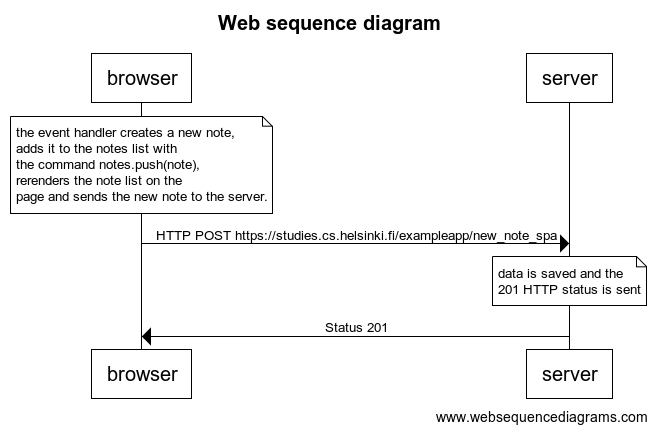 Web sequence diagram
browser
server
the event handler creates a new note,
adds it to the notes list with
the command notes.push(note),
rerenders the note list on the
page and sends the new note to the server.
HTTP POST https://studies.cs.helsinki.fi/exampleapp/new_note_spa
data is saved and the
201 HTTP status is sent
Status 201
browser
server
www.websequencediagrams.com